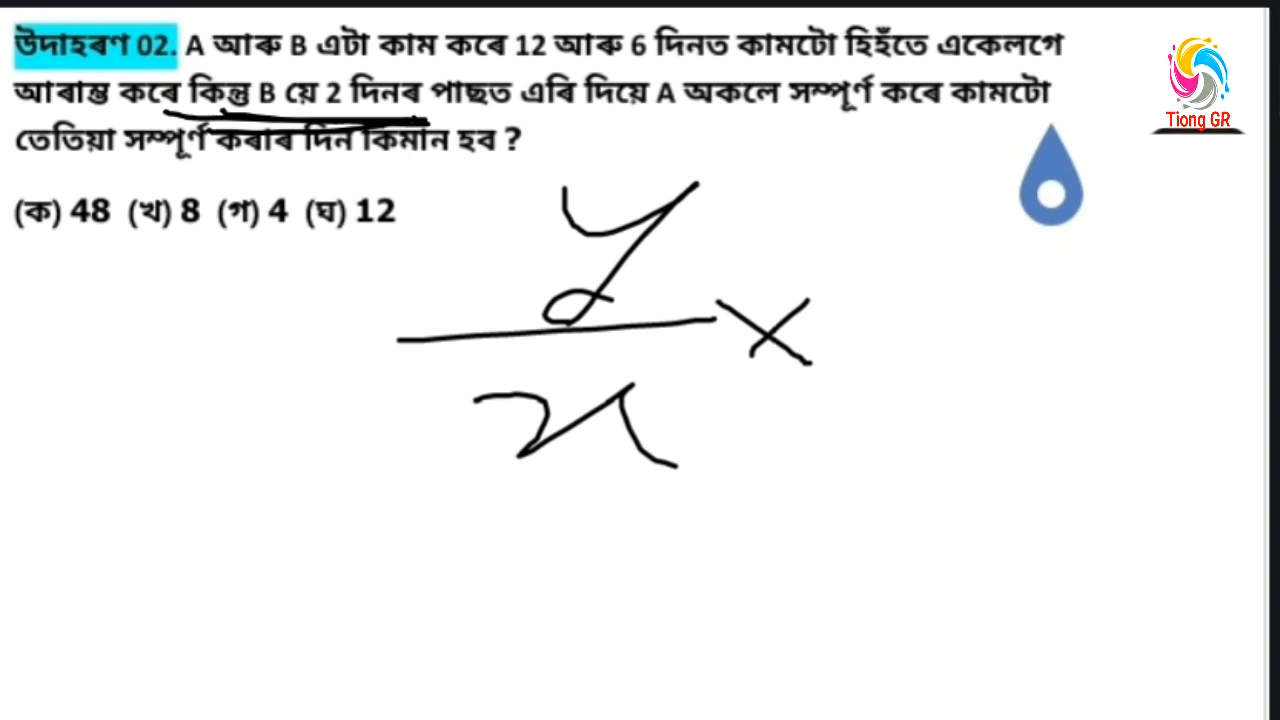 উদাহৰণ 02. A আৰু B এটা কাম কৰে 12 আৰু 6 দিনত কামটো হিহঁতে একেলগে
আৰাম্ভ কৰে কিন্তু B য়ে 2 দিনৰ পাছত এৰি দিয়ে A অকলে সম্পূৰ্ণ কৰে কামটো
তেতিয়া সম্পূৰ্ণ কৰাৰ দিন কিমান হব ?
(ক) 48 (খ) 8 (গ) 4 (ঘ) 12
Tiong GR
y
x
x